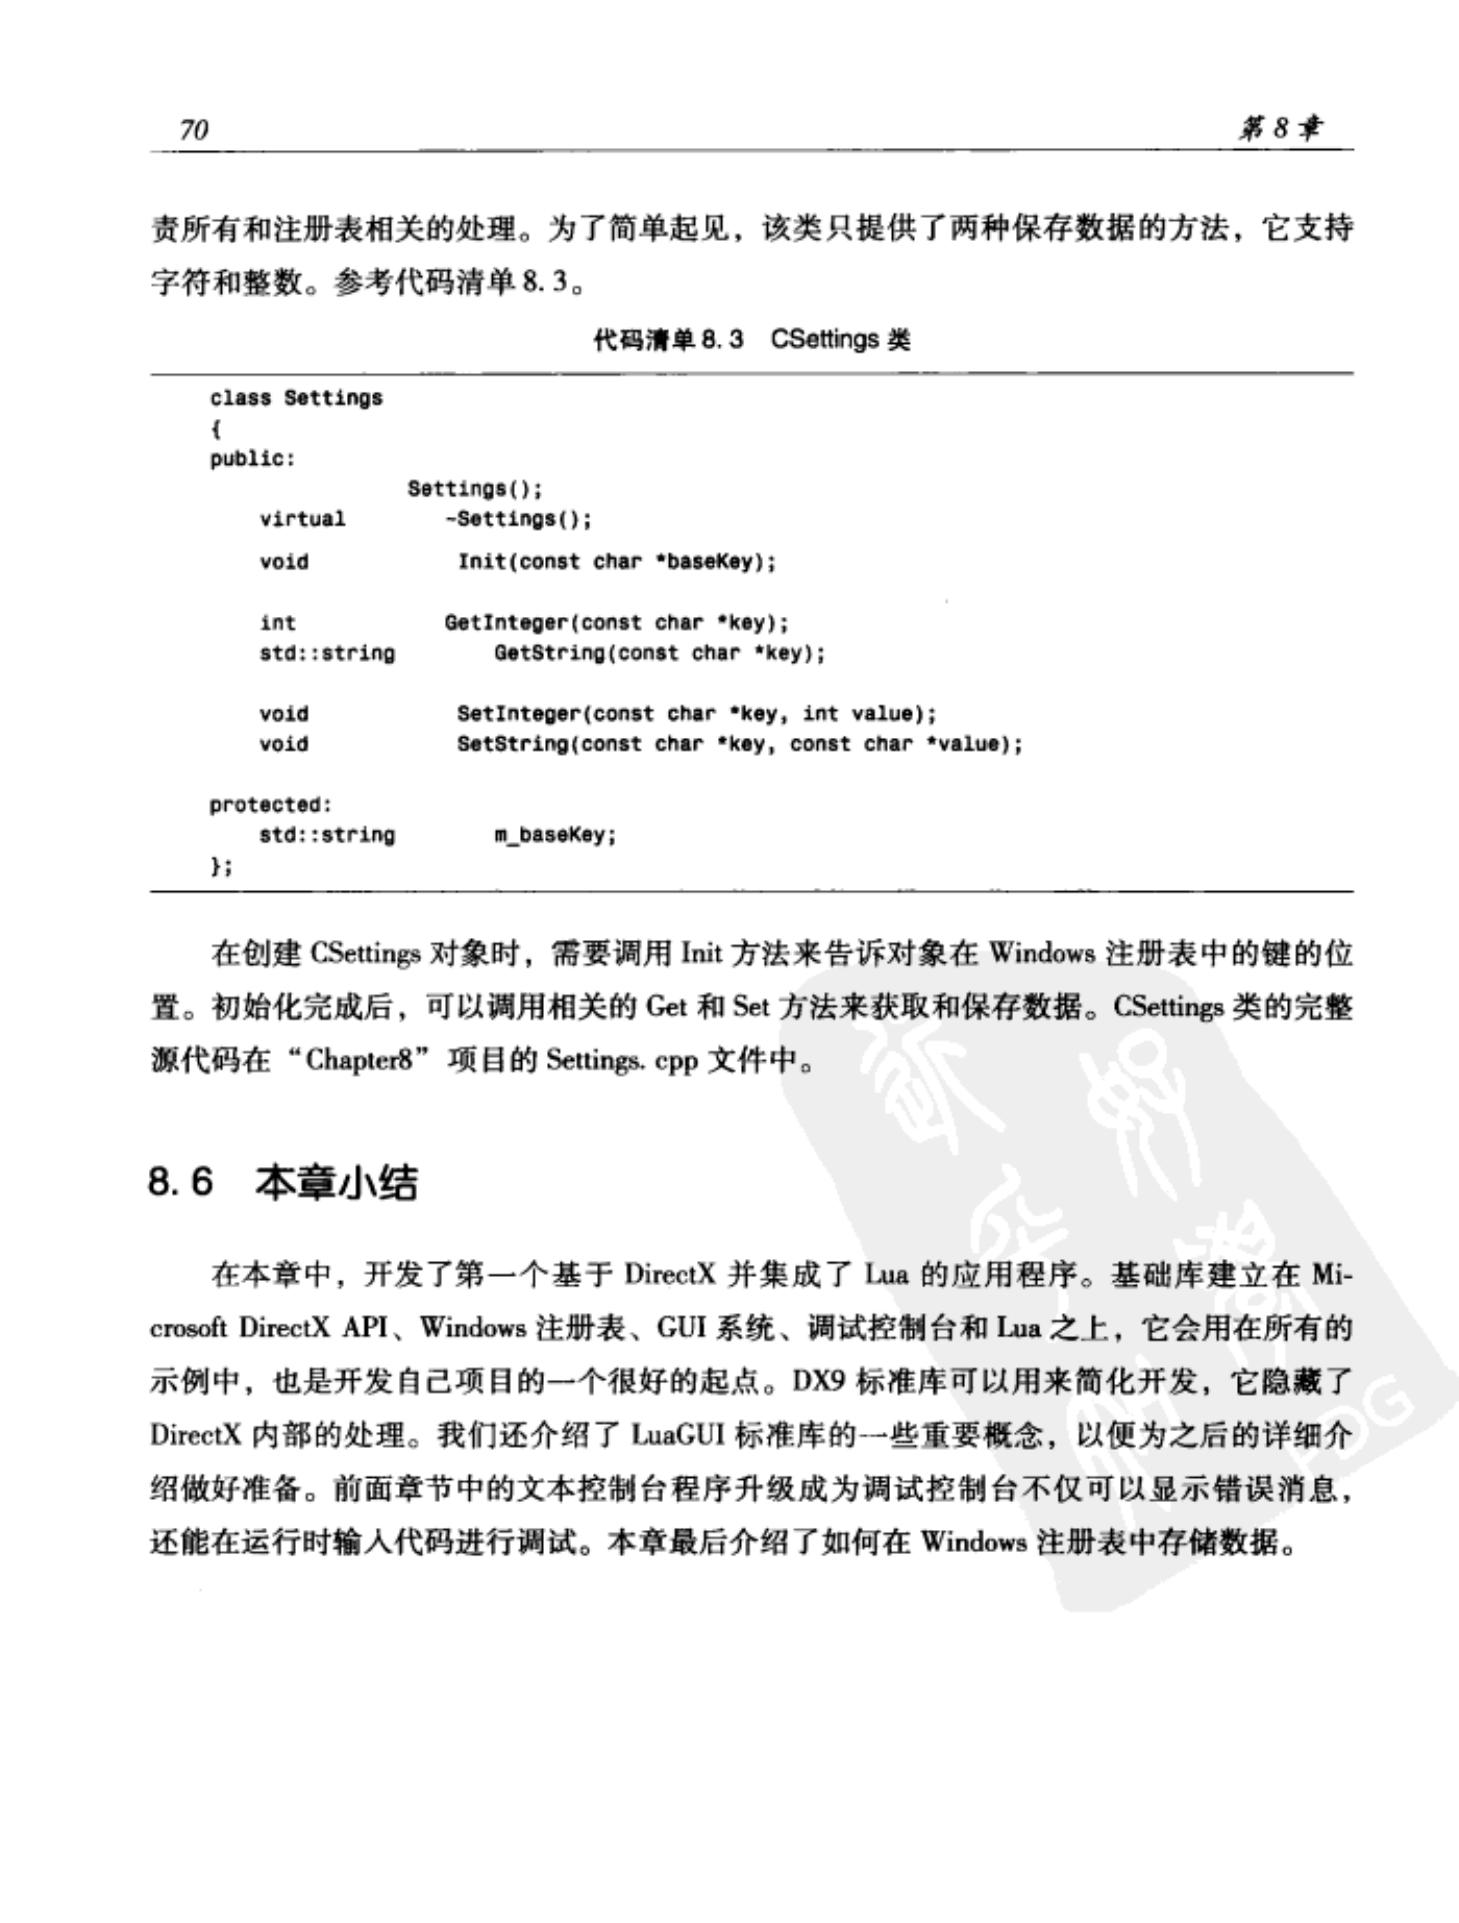 70
第 8 章
责所有和注册表相关的处理。为了简单起见，该类只提供了两种保存数据的方法，它支持
字符和整数。参考代码清单 8.3。
代码清单 8.3 CSettings 类
class Settings
{
public:
Settings();
virtual ~Settings();
void Init(const char *baseKey);
int GetInteger(const char *key);
std::string GetString(const char *key);
void SetInteger(const char *key, int value);
void SetString(const char *key, const char *value);
protected:
std::string m_baseKey;
};
在创建 CSettings 对象时，需要调用 Init 方法来告诉对象在 Windows 注册表中的键的位
置。初始化完成后，可以调用相关的 Get 和 Set 方法来获取和保存数据。CSettings 类的完整
源代码在“Chapter8”项目的 Settings.cpp 文件中。
8.6 本章小结
在本章中，开发了第一个基于 DirectX 并集成了 Lua 的应用程序。基础库建立在 Mi-
crosoft DirectX API、Windows 注册表、GUI 系统、调试控制台和 Lua 之上，它会用在所有的
示例中，也是开发自己项目的一个很好的起点。DX9 标准库可以用来简化开发，它隐藏了
DirectX 内部的处理。我们还介绍了 LuaGUI 标准库的一些重要概念，以便为之后的详细介
绍做好准备。前面章节中的文本控制台程序升级成为调试控制台不仅可以显示错误消息，
还能在运行时输入代码进行调试。本章最后介绍了如何在 Windows 注册表中存储数据。
PDG